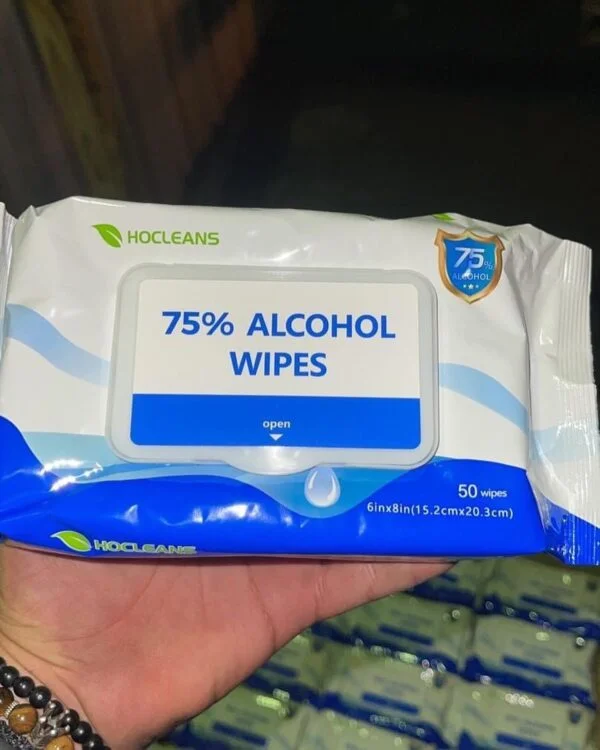 HOCLEANS
75%
ALCOHOL
75% ALCOHOL
WIPES
open
50 wipes
6inx8in(15.2cmx20.3cm)
HOCLEANS